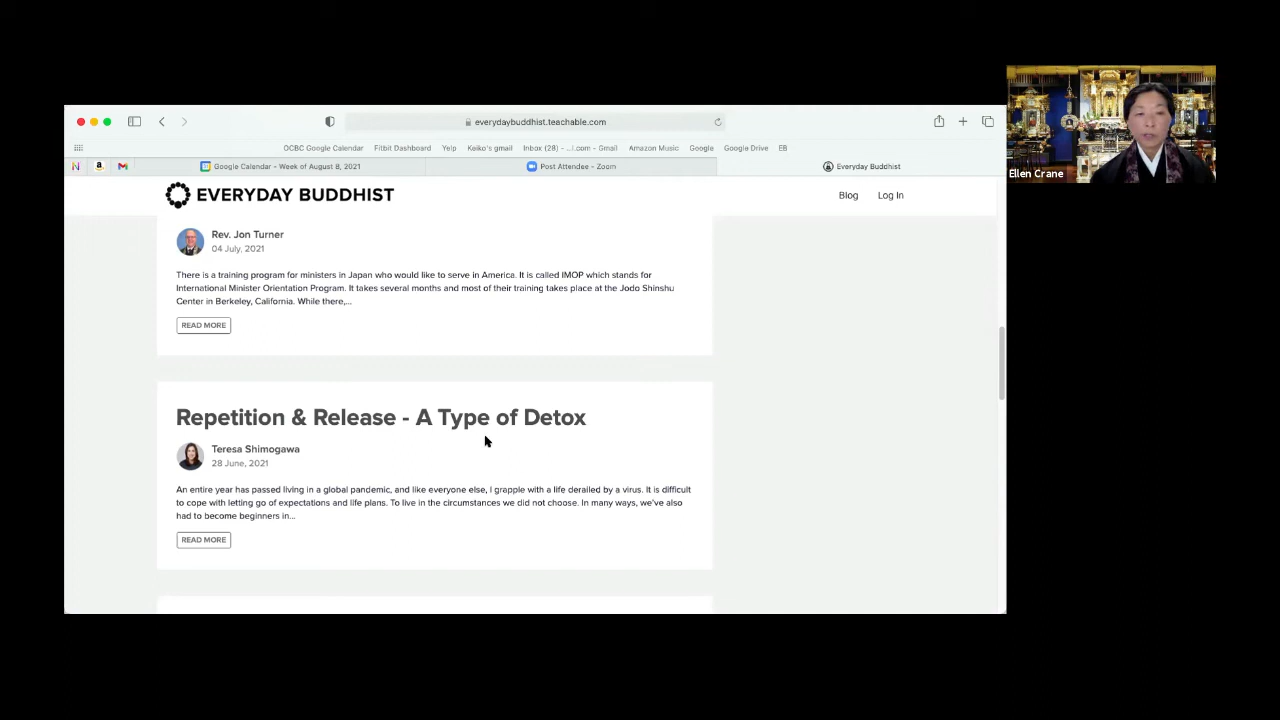 everydaybuddhist.teachable.com
OCBC Google Calendar Fitbit Dashboard Yelp Keiko's gmail Inbox (28) - ...l.com - Gmail Amazon Music Google Google Drive EB
N a Google Calendar - Week of August 8, 2021 Post Attendee - Zoom Everyday Buddhist
EVERYDAY BUDDHIST Blog Log In
Ellen Crane
Rev. Jon Turner
04 July, 2021
There is a training program for ministers in Japan who would like to serve in America. It is called IMOP which stands for
International Minister Orientation Program. It takes several months and most of their training takes place at the Jodo Shinshu
Center in Berkeley, California. While there,...
READ MORE
Repetition & Release - A Type of Detox
Teresa Shimogawa
28 June, 2021
An entire year has passed living in a global pandemic, and like everyone else, I grapple with a life derailed by a virus. It is difficult
to cope with letting go of expectations and life plans. To live in the circumstances we did not choose. In many ways, we've also
had to become beginners in...
READ MORE